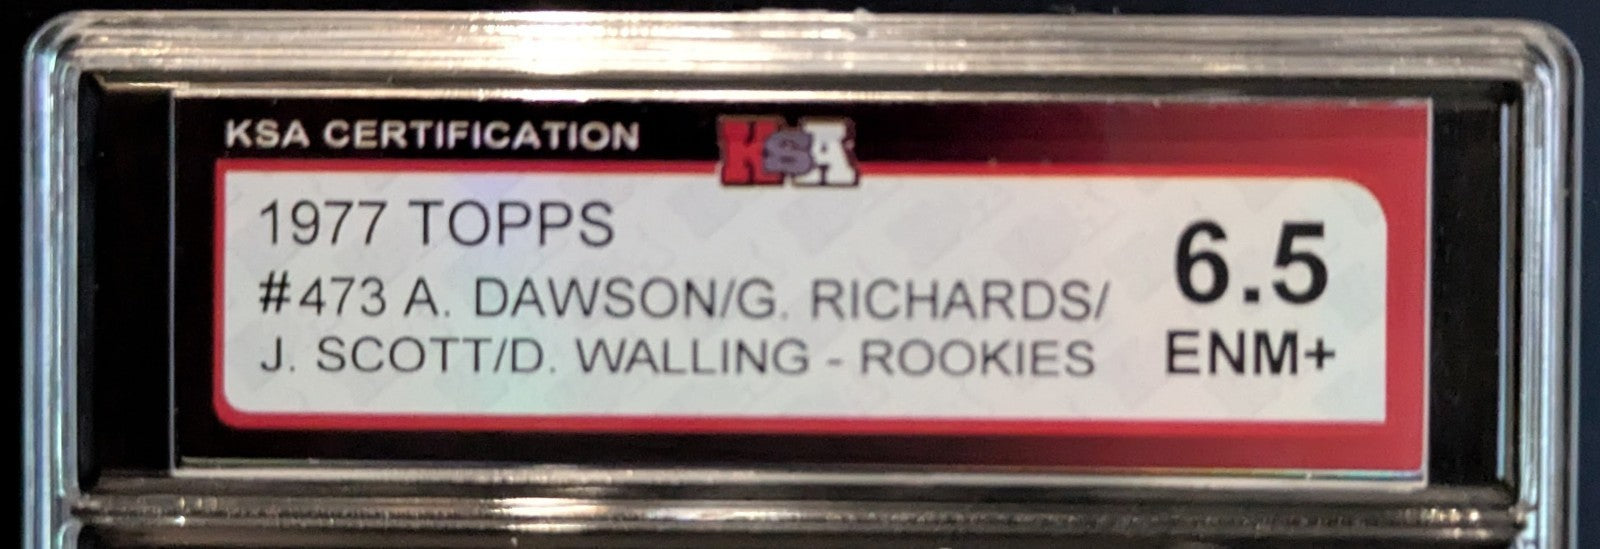 KSA CERTIFICATION
KSA
1977 TOPPS
#473 A. DAWSON/G. RICHARDS/
J. SCOTT/D. WALLING - ROOKIES
6.5
ENM+